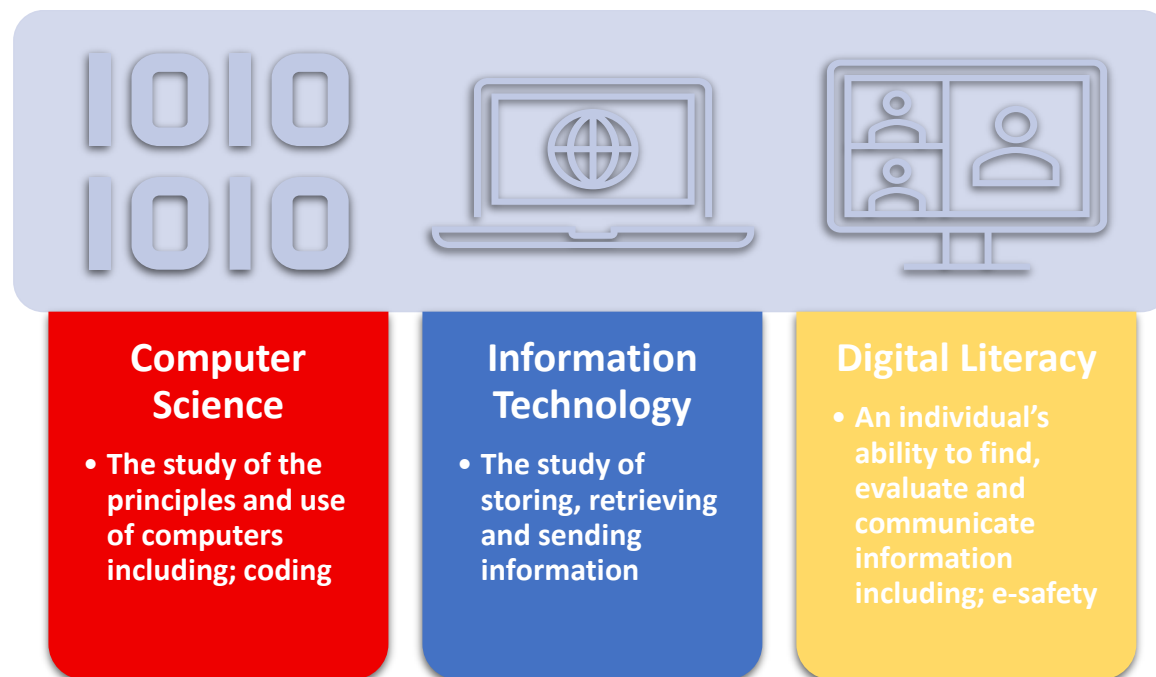 1010
1010
Computer
Science
• The study of the
principles and use
of computers
including; coding
Information
Technology
• The study of
storing, retrieving
and sending
information
Digital Literacy
• An individual’s
ability to find,
evaluate and
communicate
information
including; e-safety